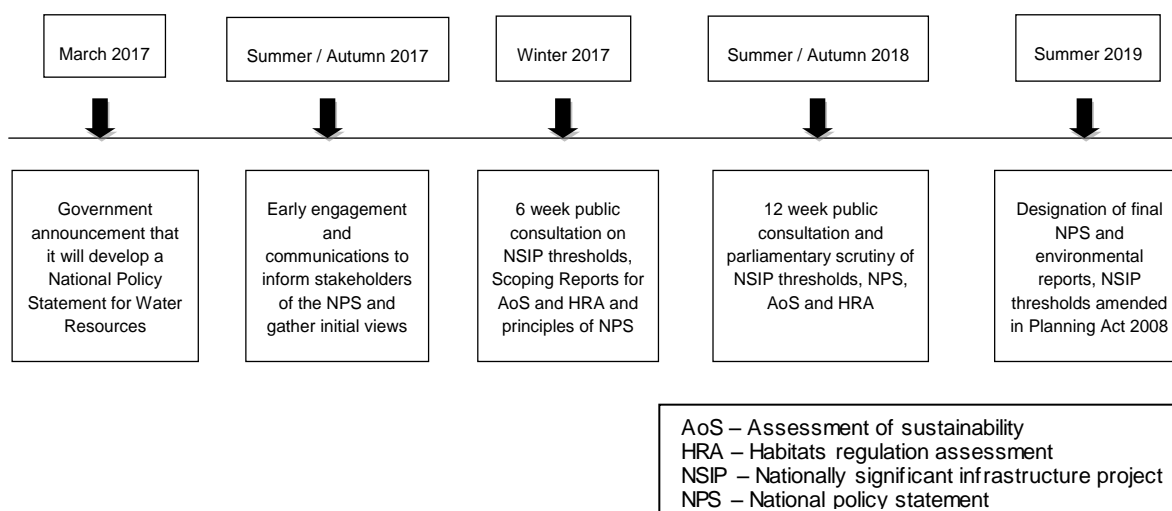 March 2017
Summer / Autumn 2017
Winter 2017
Summer / Autumn 2018
Summer 2019
Government
announcement that
it will develop a
National Policy
Statement for Water
Resources
Early engagement
and
communications to
inform stakeholders
of the NPS and
gather initial views
6 week public
consultation on
NSIP thresholds,
Scoping Reports for
AoS and HRA and
principles of NPS
12 week public
consultation and
parliamentary scrutiny of
NSIP thresholds, NPS,
AoS and HRA
Designation of final
NPS and
environmental
reports, NSIP
thresholds amended
in Planning Act 2008
AoS – Assessment of sustainability
HRA – Habitats regulation assessment
NSIP – Nationally significant infrastructure project
NPS – National policy statement